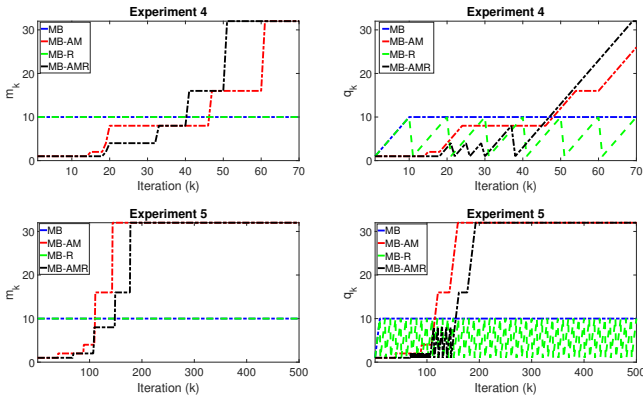 Experiment 4
MB
MB-AM
MB-R
MB-AMR
30
20
10
0
m_k
10 20 30 40 50 60 70
Iteration (k)
Experiment 4
MB
MB-AM
MB-R
MB-AMR
30
20
10
0
q_k
10 20 30 40 50 60 70
Iteration (k)
Experiment 5
MB
MB-AM
MB-R
MB-AMR
30
20
10
0
m_k
100 200 300 400 500
Iteration (k)
Experiment 5
MB
MB-AM
MB-R
MB-AMR
30
20
10
0
q_k
100 200 300 400 500
Iteration (k)